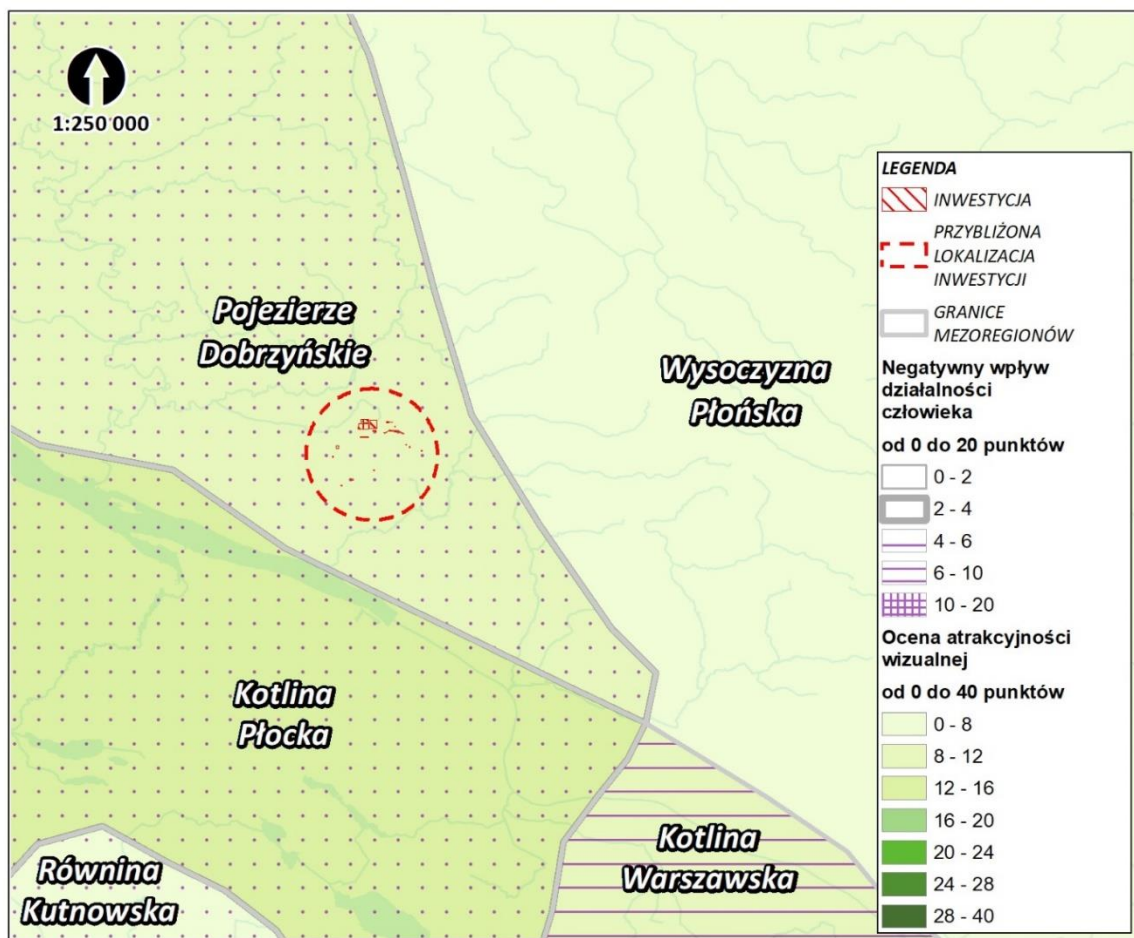 1:250 000
Pojezierze
Dobrzyńskie
Wysoczyzna
Płońska
Kotlina
Płocka
Kotlina
Warszawska
Równina
Kutnowska
LEGENDA
INWESTYCJA
PRZYBLIŻONA
LOKALIZACJA
INWESTYCJI
GRANICE
MEZOREGIONÓW
Negatywny wpływ
działalności
człowieka
od 0 do 20 punktów
0 - 2
2 - 4
4 - 6
6 - 10
10 - 20
Ocena atrakcyjności
wizualnej
od 0 do 40 punktów
0 - 8
8 - 12
12 - 16
16 - 20
20 - 24
24 - 28
28 - 40